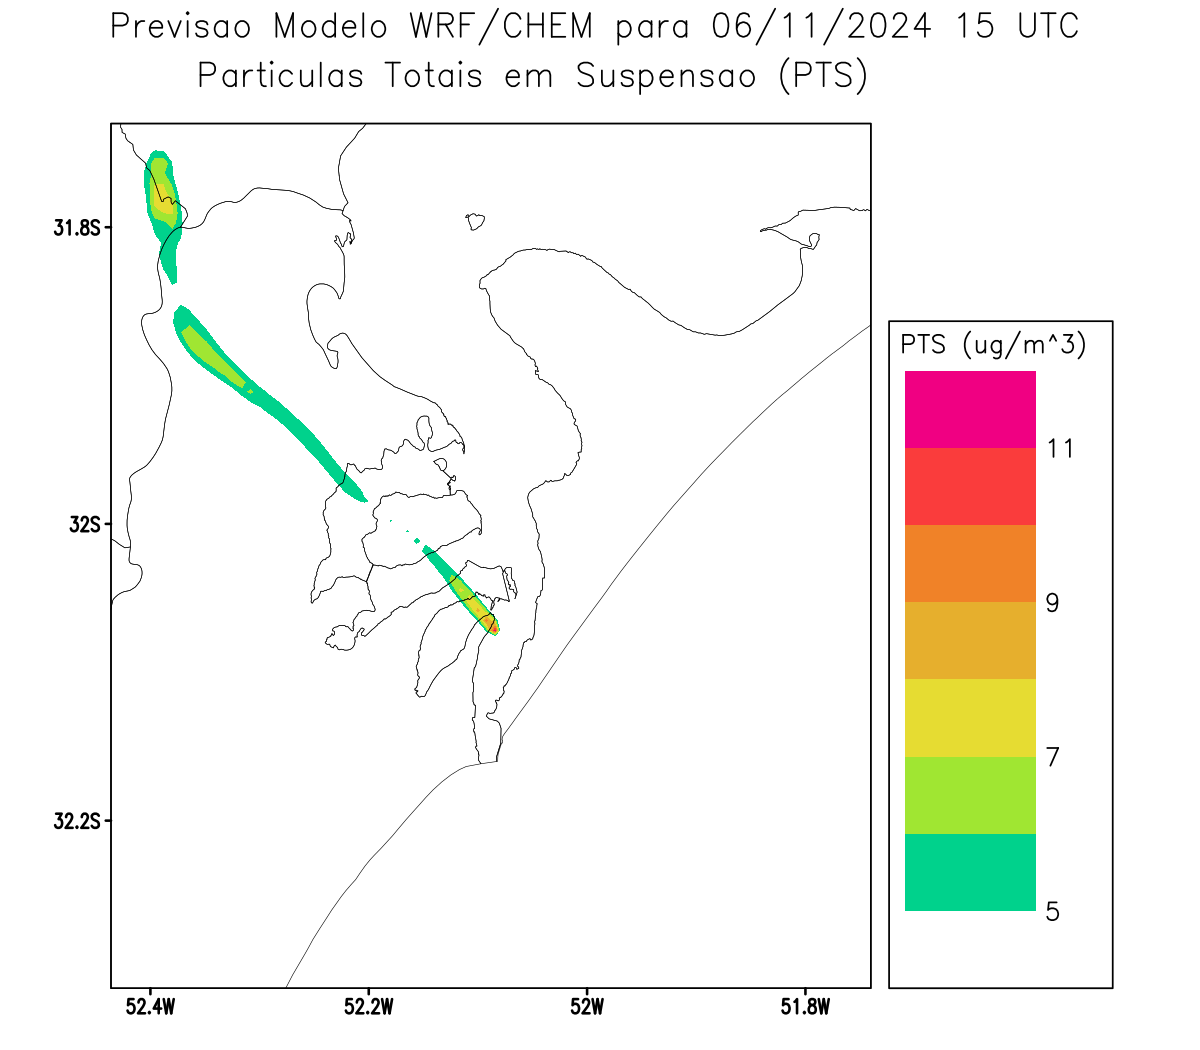 Previsao Modelo WRF/CHEM para 06/11/2024 15 UTC
Particulas Totais em Suspensao (PTS)
31.8S
32S
32.2S
52.4W
52.2W
52W
51.8W
PTS (ug/m^3)
11
9
7
5